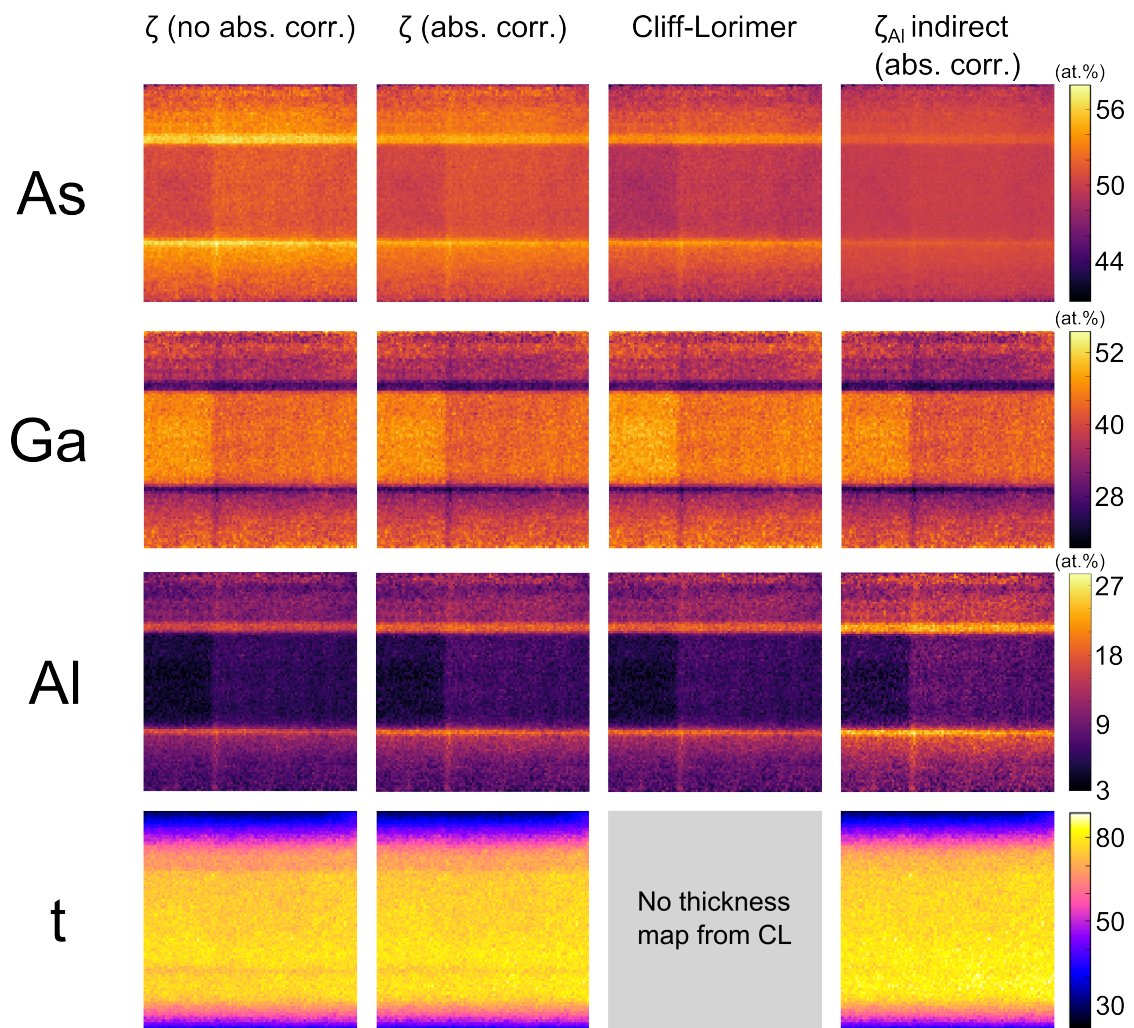 ζ (no abs. corr.) ζ (abs. corr.) Cliff-Lorimer ζAl indirect
(abs. corr.)
(at.%)
As
56
50
44
(at.%)
Ga
52
40
28
(at.%)
Al
27
18
9
3
t
80
50
30
No thickness
map from CL